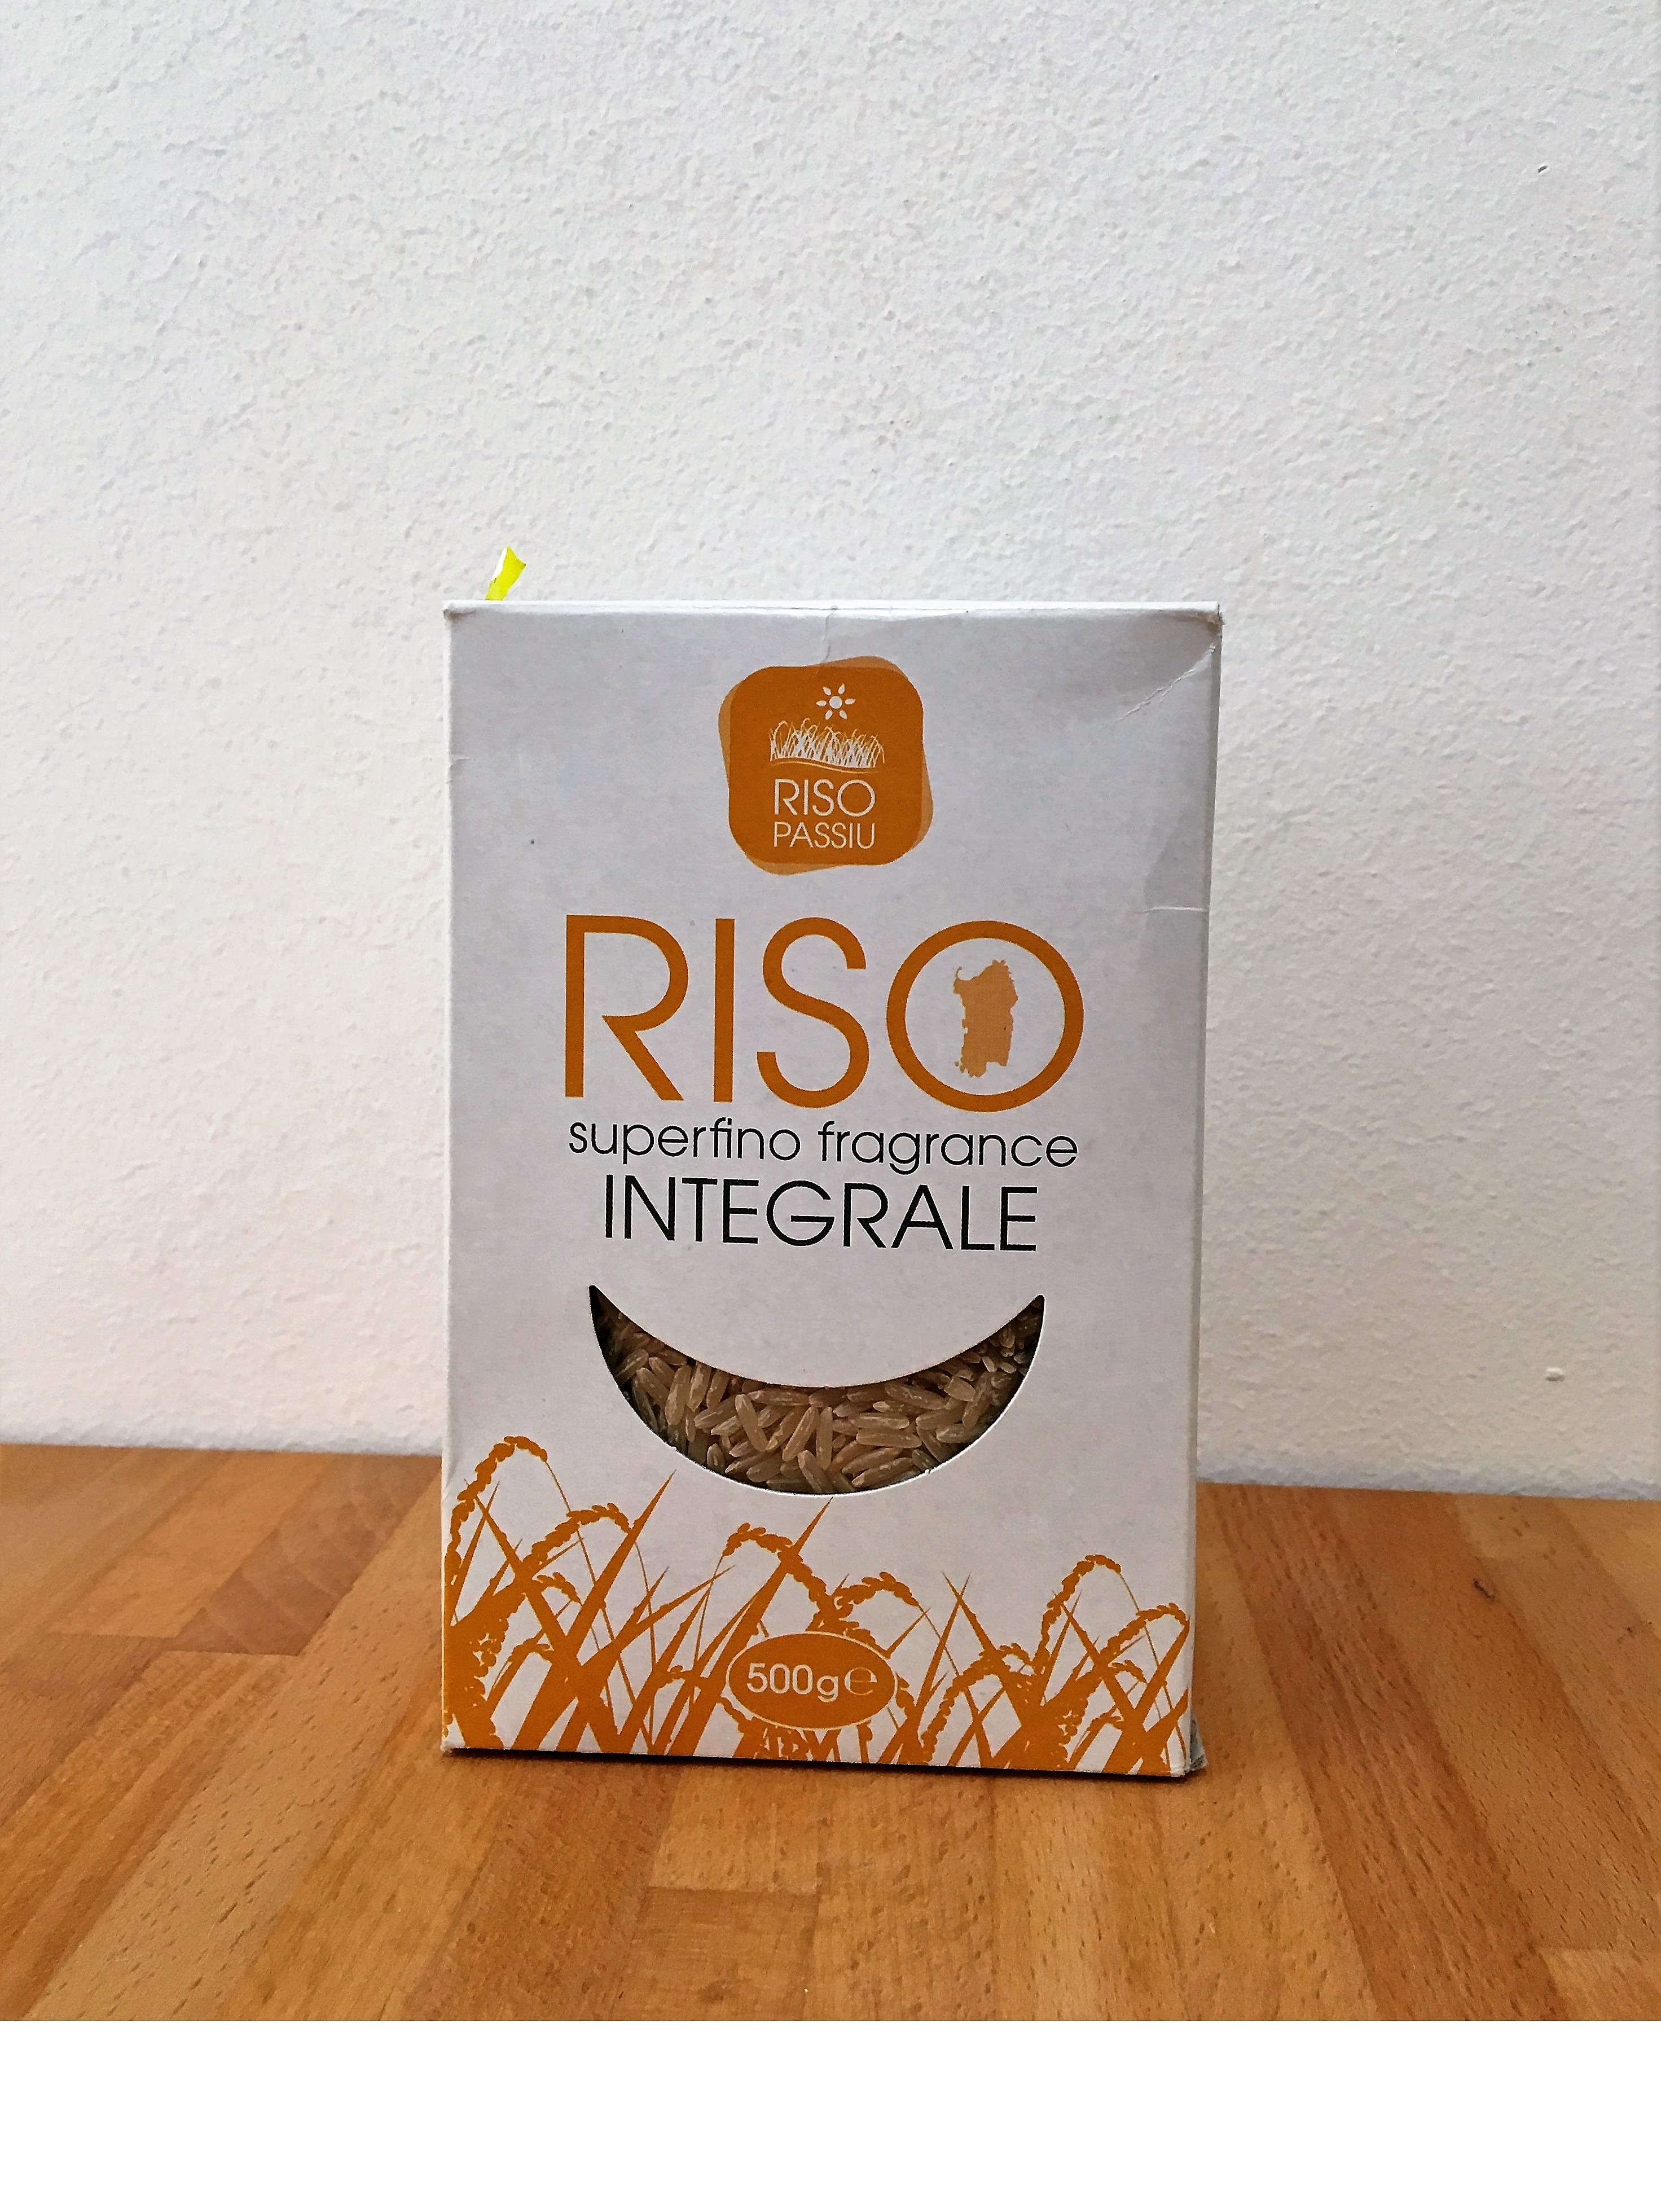 RISO
PASSIU
RISO
superfino fragrance
INTEGRALE
500g℮